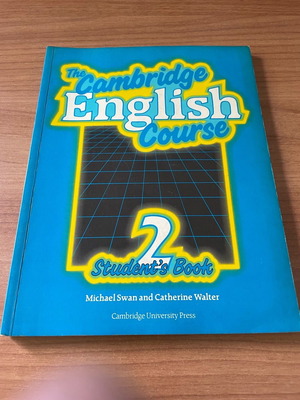 The
Cambridge
English
Course
2
Student's Book
Michael Swan and Catherine Walter
Cambridge University Press